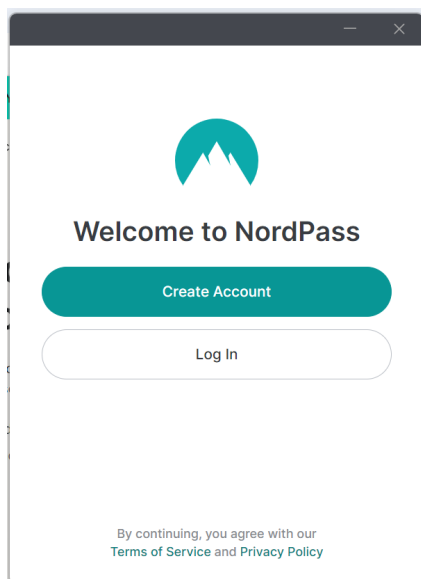 Welcome to NordPass
Create Account
Log In
By continuing, you agree with our
Terms of Service and Privacy Policy